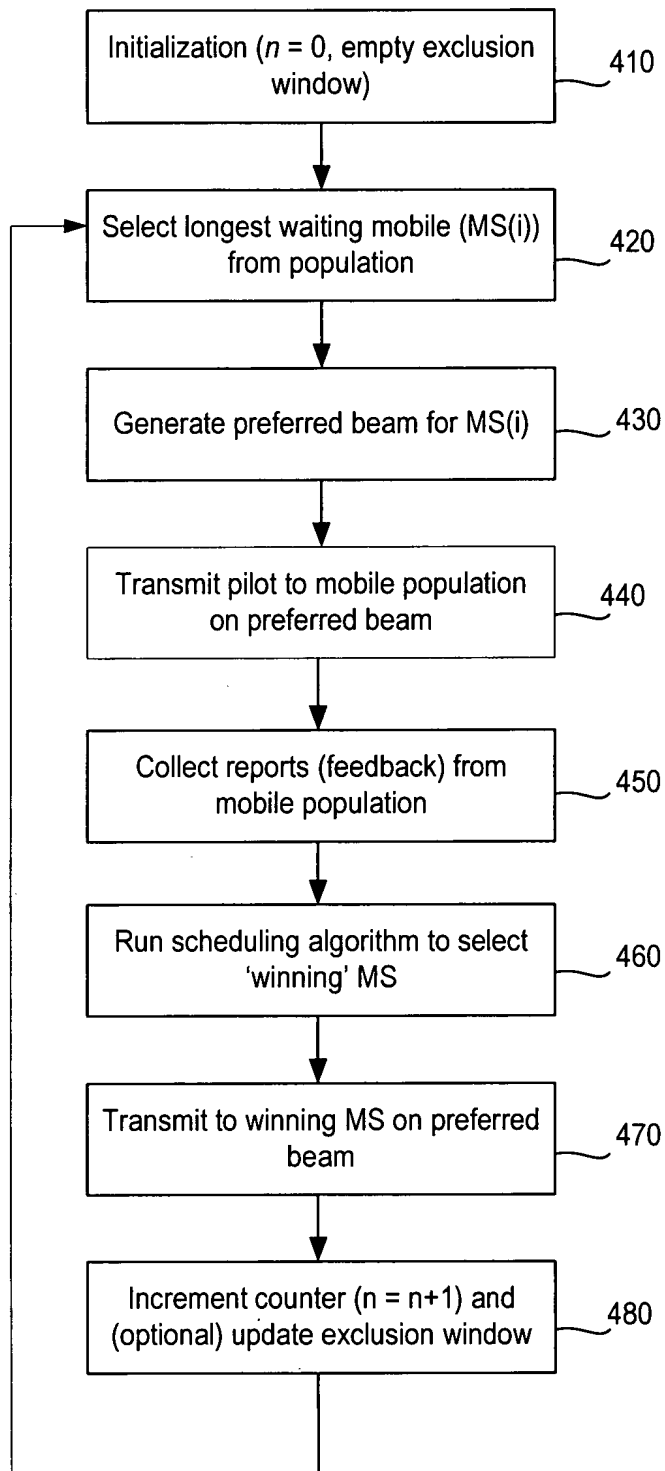 Initialization (n = 0, empty exclusion
window)
410
Select longest waiting mobile (MS(i))
from population
420
Generate preferred beam for MS(i)
430
Transmit pilot to mobile population
on preferred beam
440
Collect reports (feedback) from
mobile population
450
Run scheduling algorithm to select
‘winning’ MS
460
Transmit to winning MS on preferred
beam
470
Increment counter (n = n+1) and
(optional) update exclusion window
480